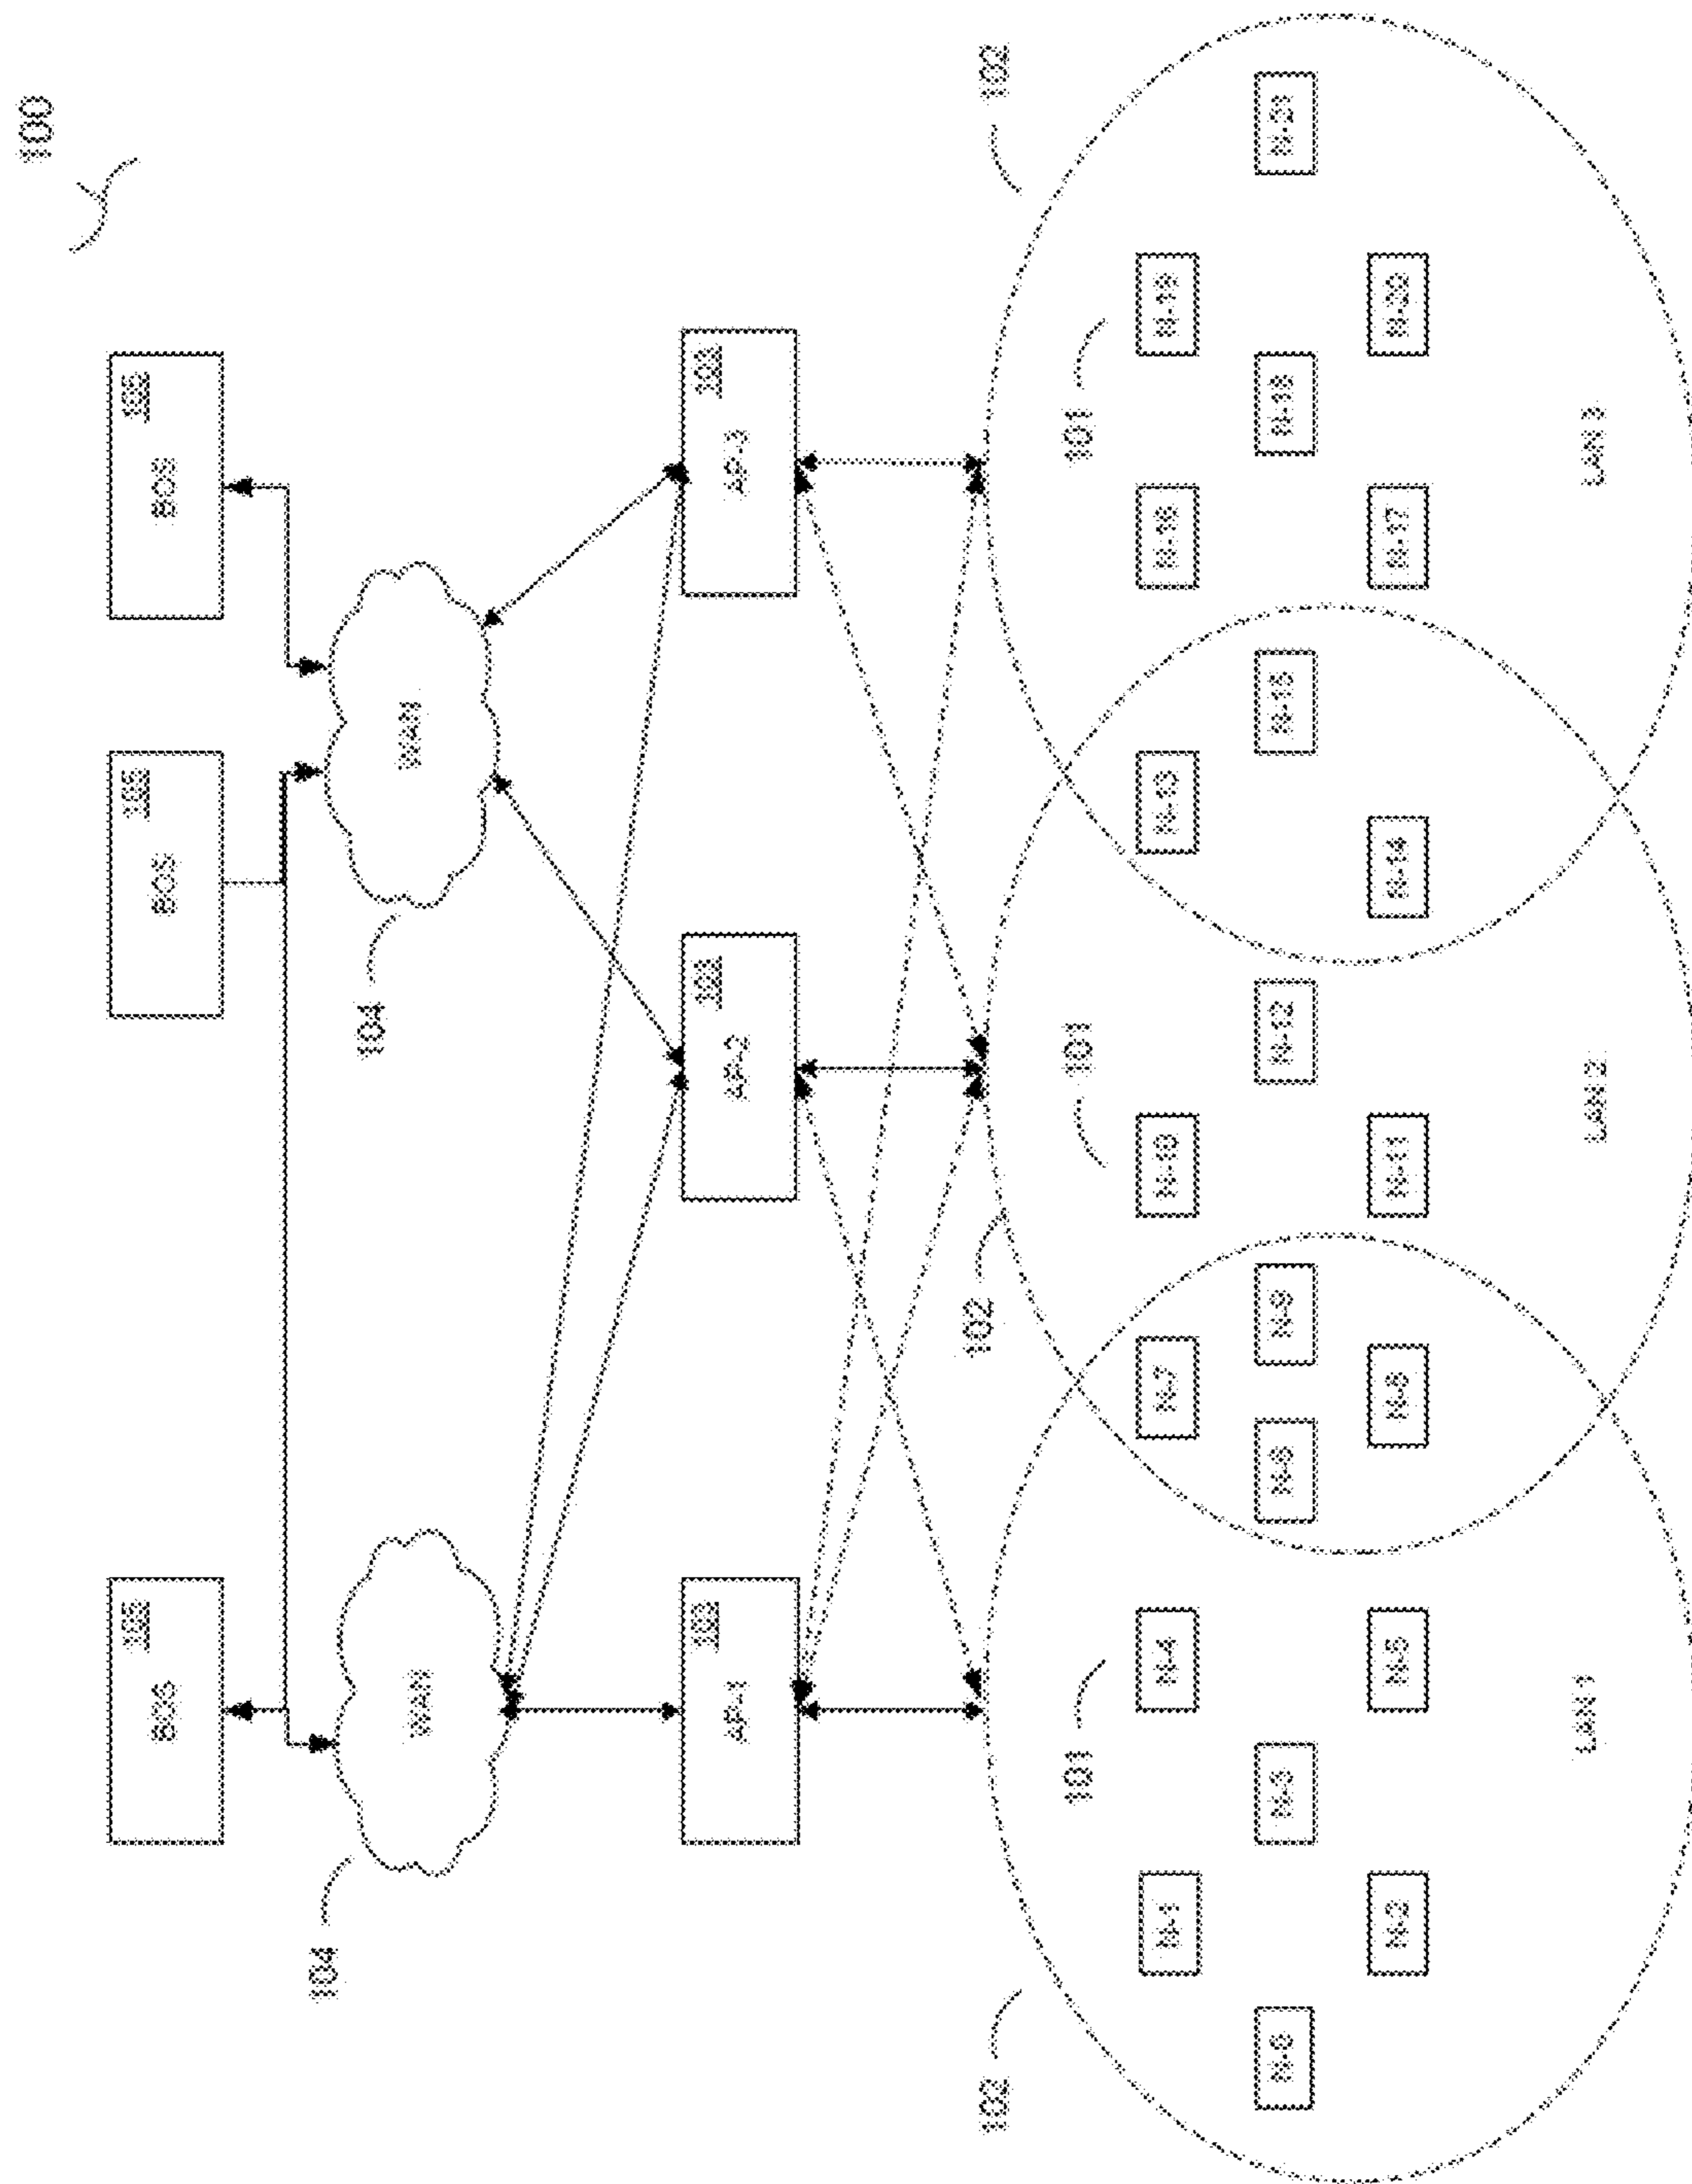 100
105 105 105
BOS BOS BOS
104 104
WAN WAN
103 103 103
AP-1 AP-2 AP-3
102 102 102
101 101 101
N-1 N-4 N-7 N-10 N-13 N-16 N-19
N-0 N-3 N-6 N-9 N-12 N-15 N-18 N-21
N-2 N-5 N-8 N-11 N-14 N-17 N-20
LAN 1 LAN 2 LAN 3